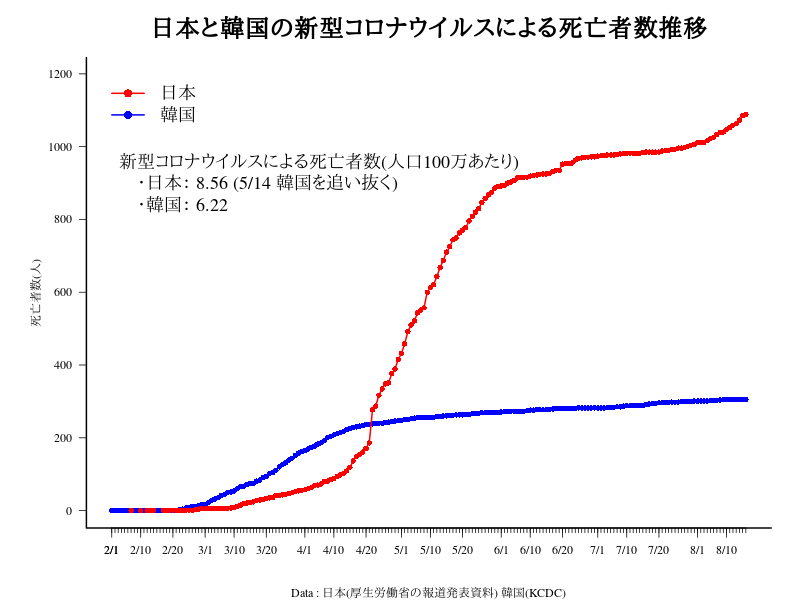 日本と韓国の新型コロナウイルスによる死亡者数推移
日本
韓国
新型コロナウイルスによる死亡者数(人口100万あたり)
・日本： 8.56 (5/14 韓国を追い抜く)
・韓国： 6.22
死亡者数(人)
1200
1000
800
600
400
200
0
2/1 2/10 2/20 3/1 3/10 3/20 4/1 4/10 4/20 5/1 5/10 5/20 6/1 6/10 6/20 7/1 7/10 7/20 8/1 8/10
Data : 日本(厚生労働省の報道発表資料) 韓国(KCDC)